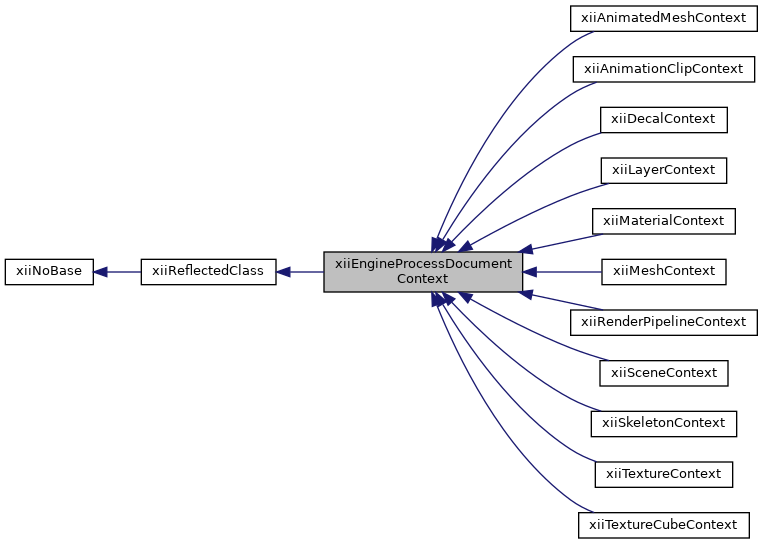 xiiAnimatedMeshContext
xiiAnimationClipContext
xiiDecalContext
xiiLayerContext
xiiMaterialContext
xiiNoBase
xiiReflectedClass
xiiEngineProcessDocument
Context
xiiMeshContext
xiiRenderPipelineContext
xiiSceneContext
xiiSkeletonContext
xiiTextureContext
xiiTextureCubeContext